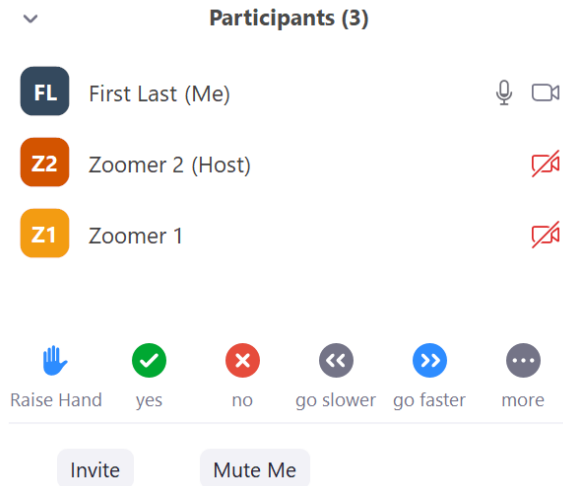 Participants (3)
FL First Last (Me)
Z2 Zoomer 2 (Host)
Z1 Zoomer 1
Raise Hand yes no go slower go faster more
Invite Mute Me